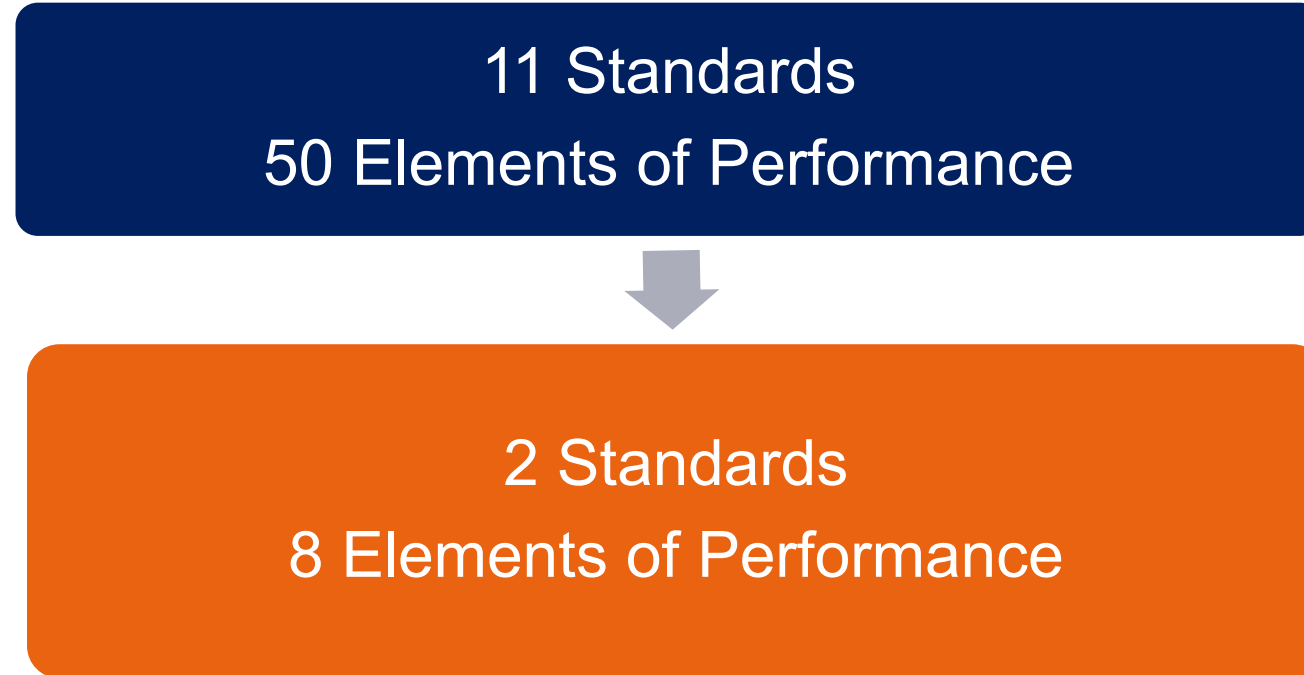 11 Standards
50 Elements of Performance
2 Standards
8 Elements of Performance